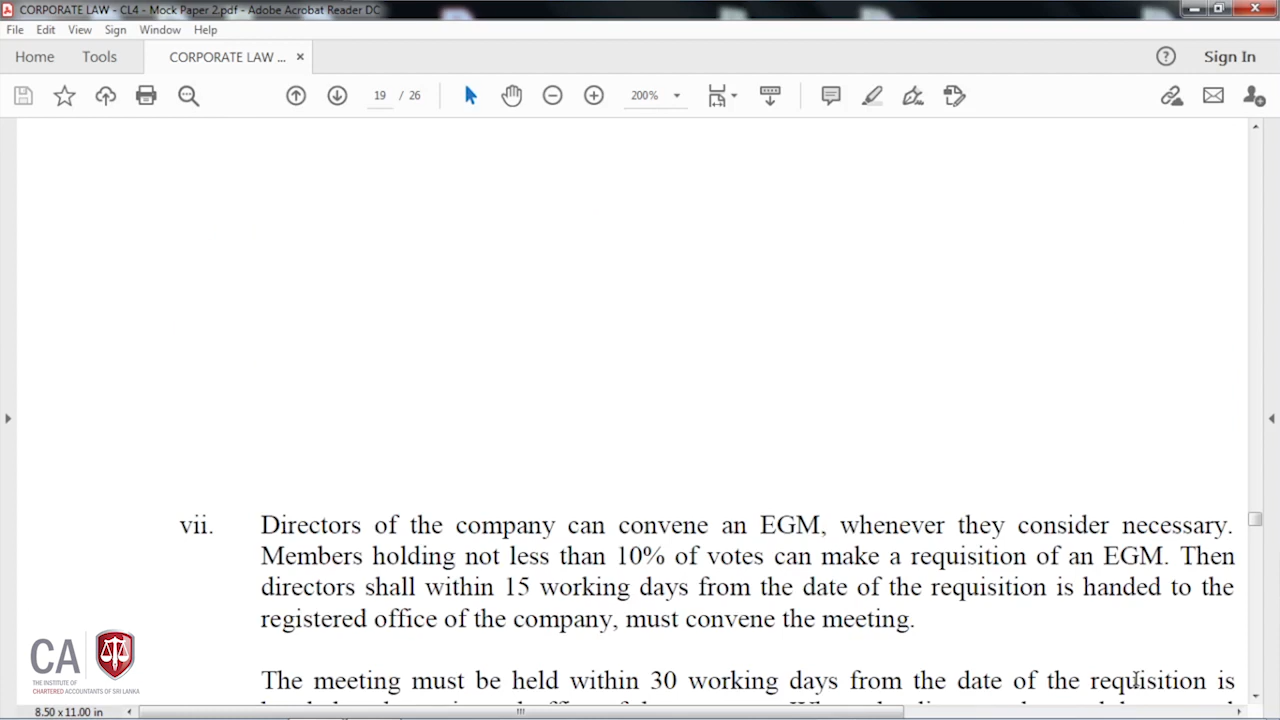 CORPORATE LAW - CL4 - Mock Paper 2.pdf - Adobe Acrobat Reader DC
File Edit View Sign Window Help
Home Tools CORPORATE LAW ... × Sign In
19 / 26 200%
vii. Directors of the company can convene an EGM, whenever they consider necessary.
Members holding not less than 10% of votes can make a requisition of an EGM. Then
directors shall within 15 working days from the date of the requisition is handed to the
registered office of the company, must convene the meeting.
The meeting must be held within 30 working days from the date of the requisition is
CA
THE INSTITUTE OF
CHARTERED ACCOUNTANTS OF SRI LANKA
8.50 x 11.00 in